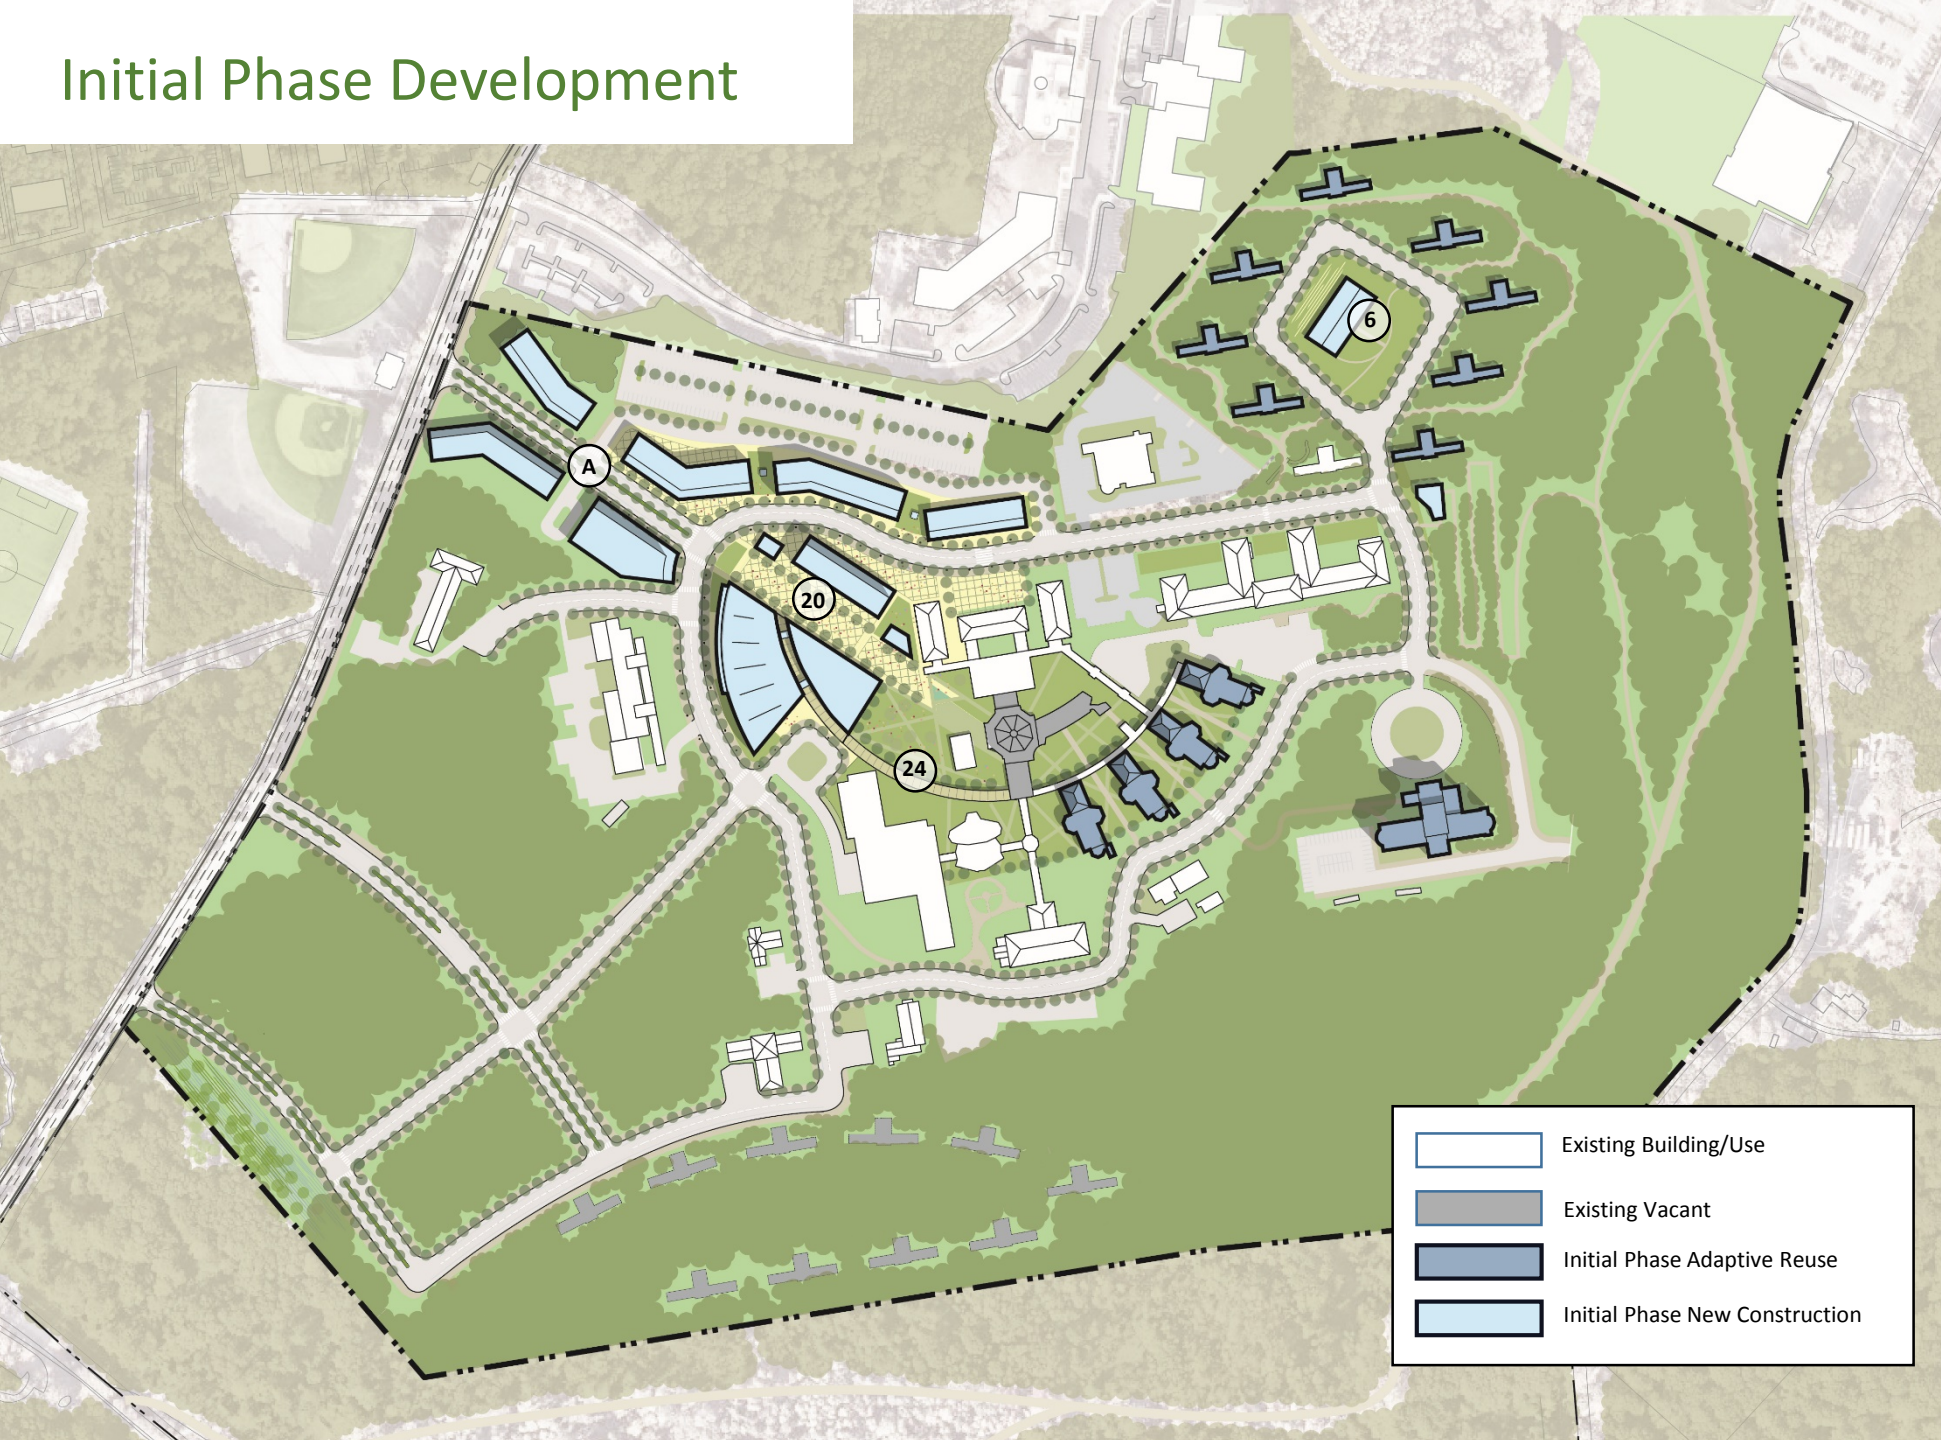 Initial Phase Development
6
A
20
24
Existing Building/Use
Existing Vacant
Initial Phase Adaptive Reuse
Initial Phase New Construction